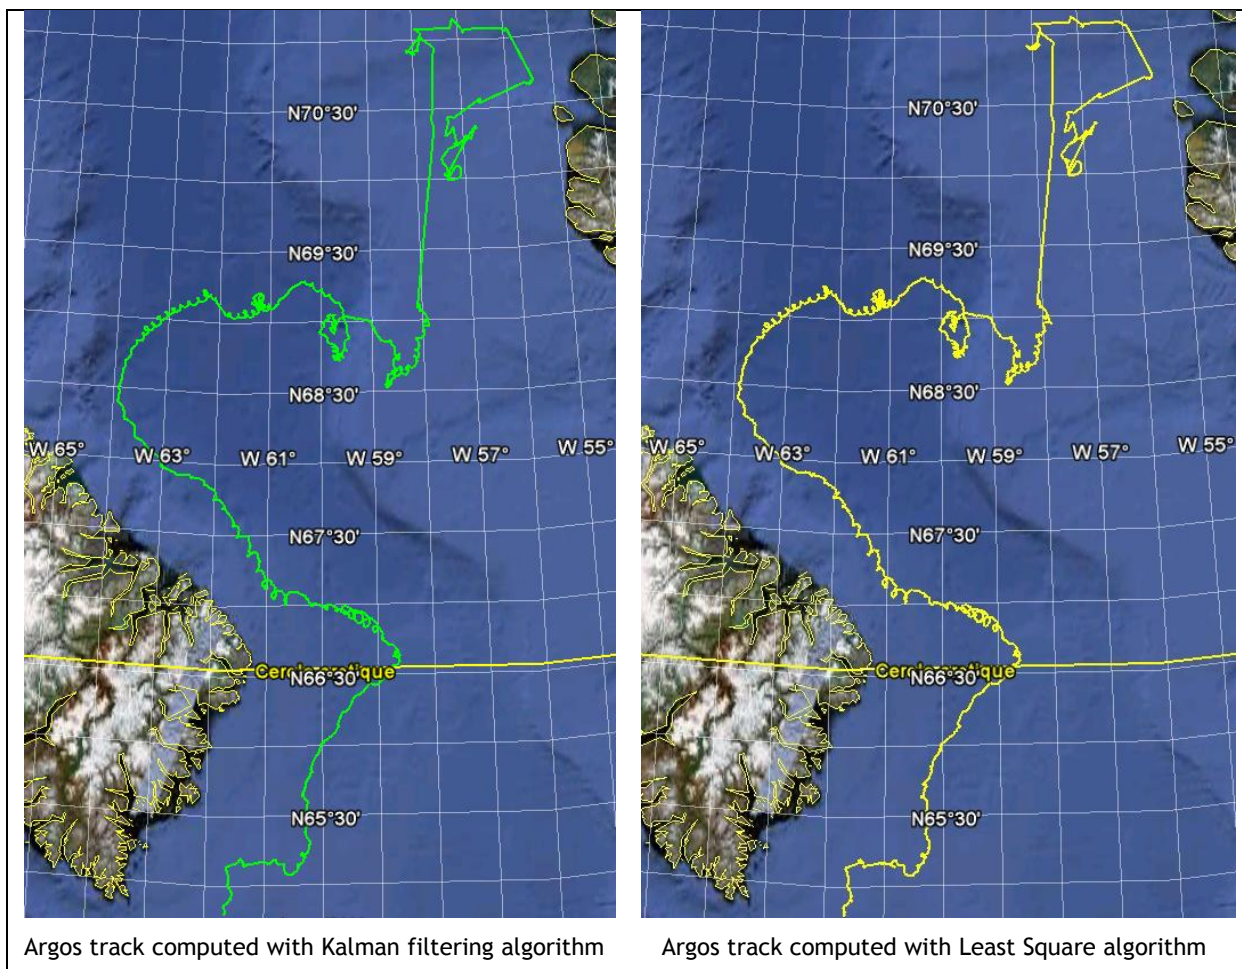 N70°30'
N69°30'
N68°30'
W 65°
W 63°
W 61°
W 59°
W 57°
W 55°
N67°30'
N66°30'
N65°30'
Argos track computed with Kalman filtering algorithm
N70°30'
N69°30'
N68°30'
W 65°
W 63°
W 61°
W 59°
W 57°
W 55°
N67°30'
N66°30'
N65°30'
Argos track computed with Least Square algorithm